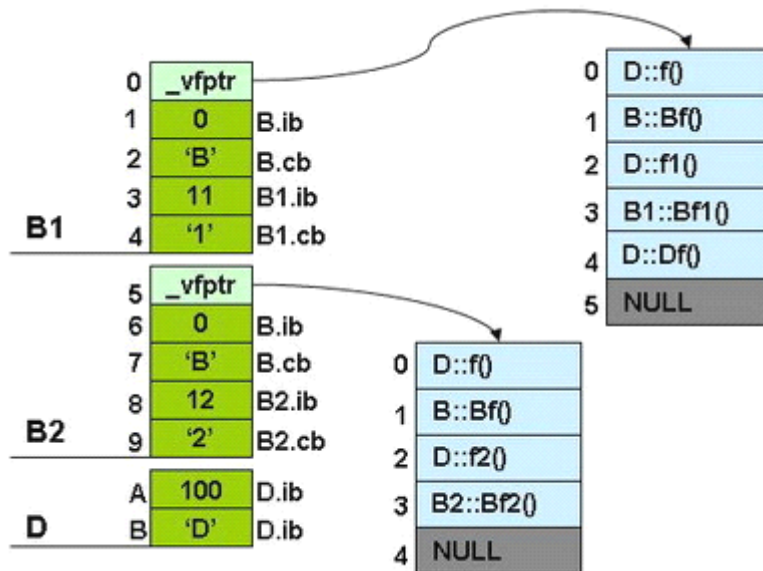 0 _vfptr
1 0 B.ib
2 'B' B.cb
3 11 B1.ib
B1 4 '1' B1.cb
5 _vfptr
6 0 B.ib
7 'B' B.cb
8 12 B2.ib
B2 9 '2' B2.cb
A 100 D.ib
D B 'D' D.ib
0 D::f()
1 B::Bf()
2 D::f1()
3 B1::Bf1()
4 D::Df()
5 NULL
0 D::f()
1 B::Bf()
2 D::f2()
3 B2::Bf2()
4 NULL